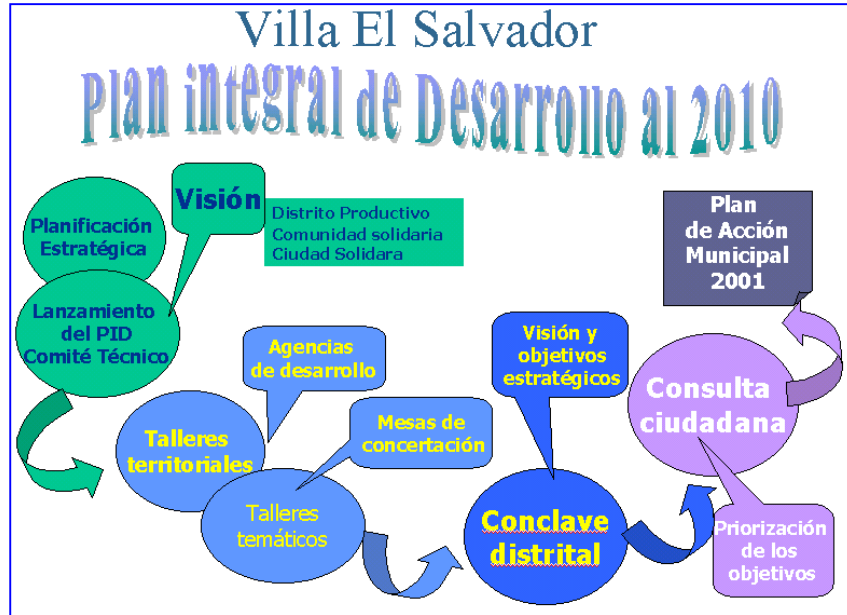 Villa El Salvador
Plan integral de Desarrollo al 2010
Planificación
Estratégica
Visión
Distrito Productivo
Comunidad solidaria
Ciudad Solidara
Lanzamiento
del PID
Comité Técnico
Talleres
territoriales
Agencias
de desarrollo
Talleres
temáticos
Mesas de
concertación
Conclave
distrital
Visión y
objetivos
estratégicos
Consulta
ciudadana
Priorización
de los
objetivos
Plan
de Acción
Municipal
2001